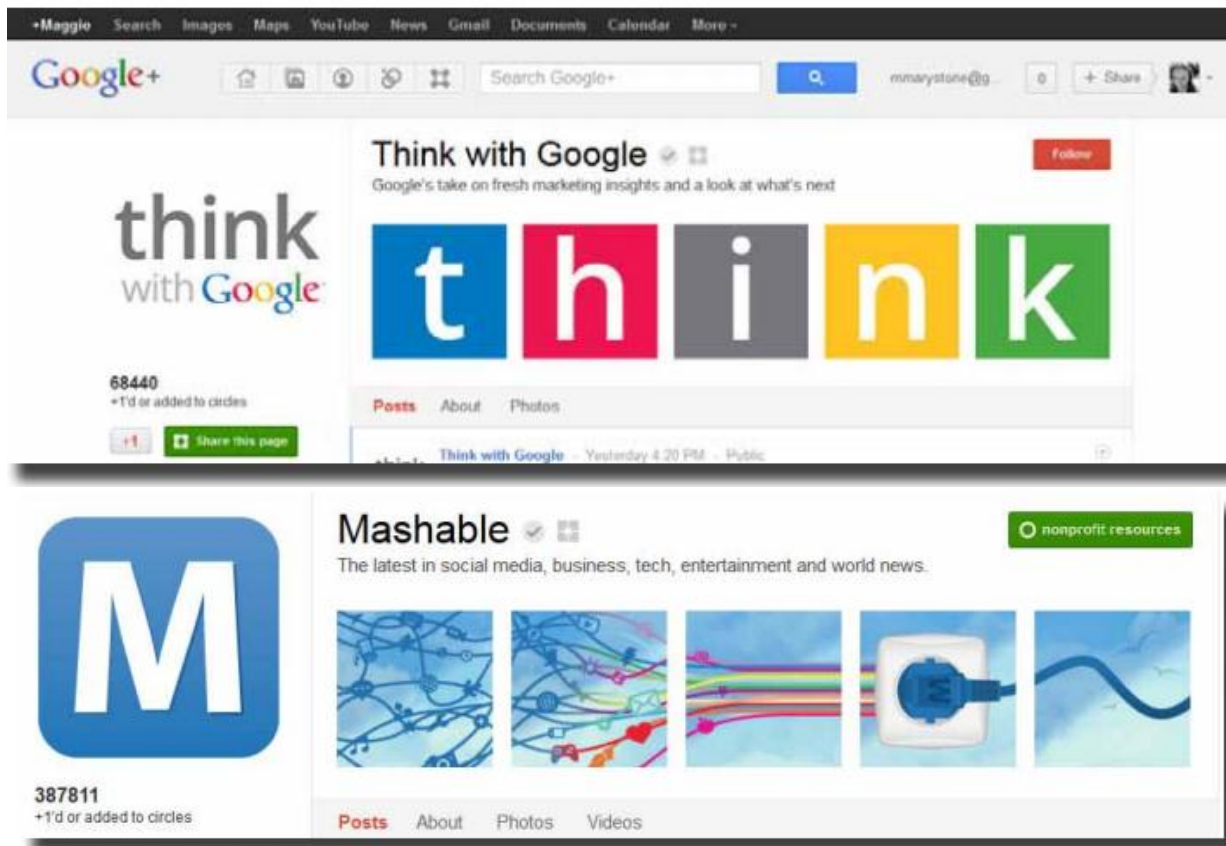 +Maggie Search Images Maps YouTube News Gmail Documents Calendar More
Google+ Search Google+ mmarystone@g... 0 + Share
Think with Google
Follow
Google's take on fresh marketing insights and a look at what's next
think
with Google
t h i n k
68440
+1'd or added to circles
Posts About Photos
+1 Share this page
Think with Google - Yesterday 4:20 PM - Public
think
Mashable
nonprofit resources
The latest in social media, business, tech, entertainment and world news.
M
M
387811
+1'd or added to circles
Posts About Photos Videos